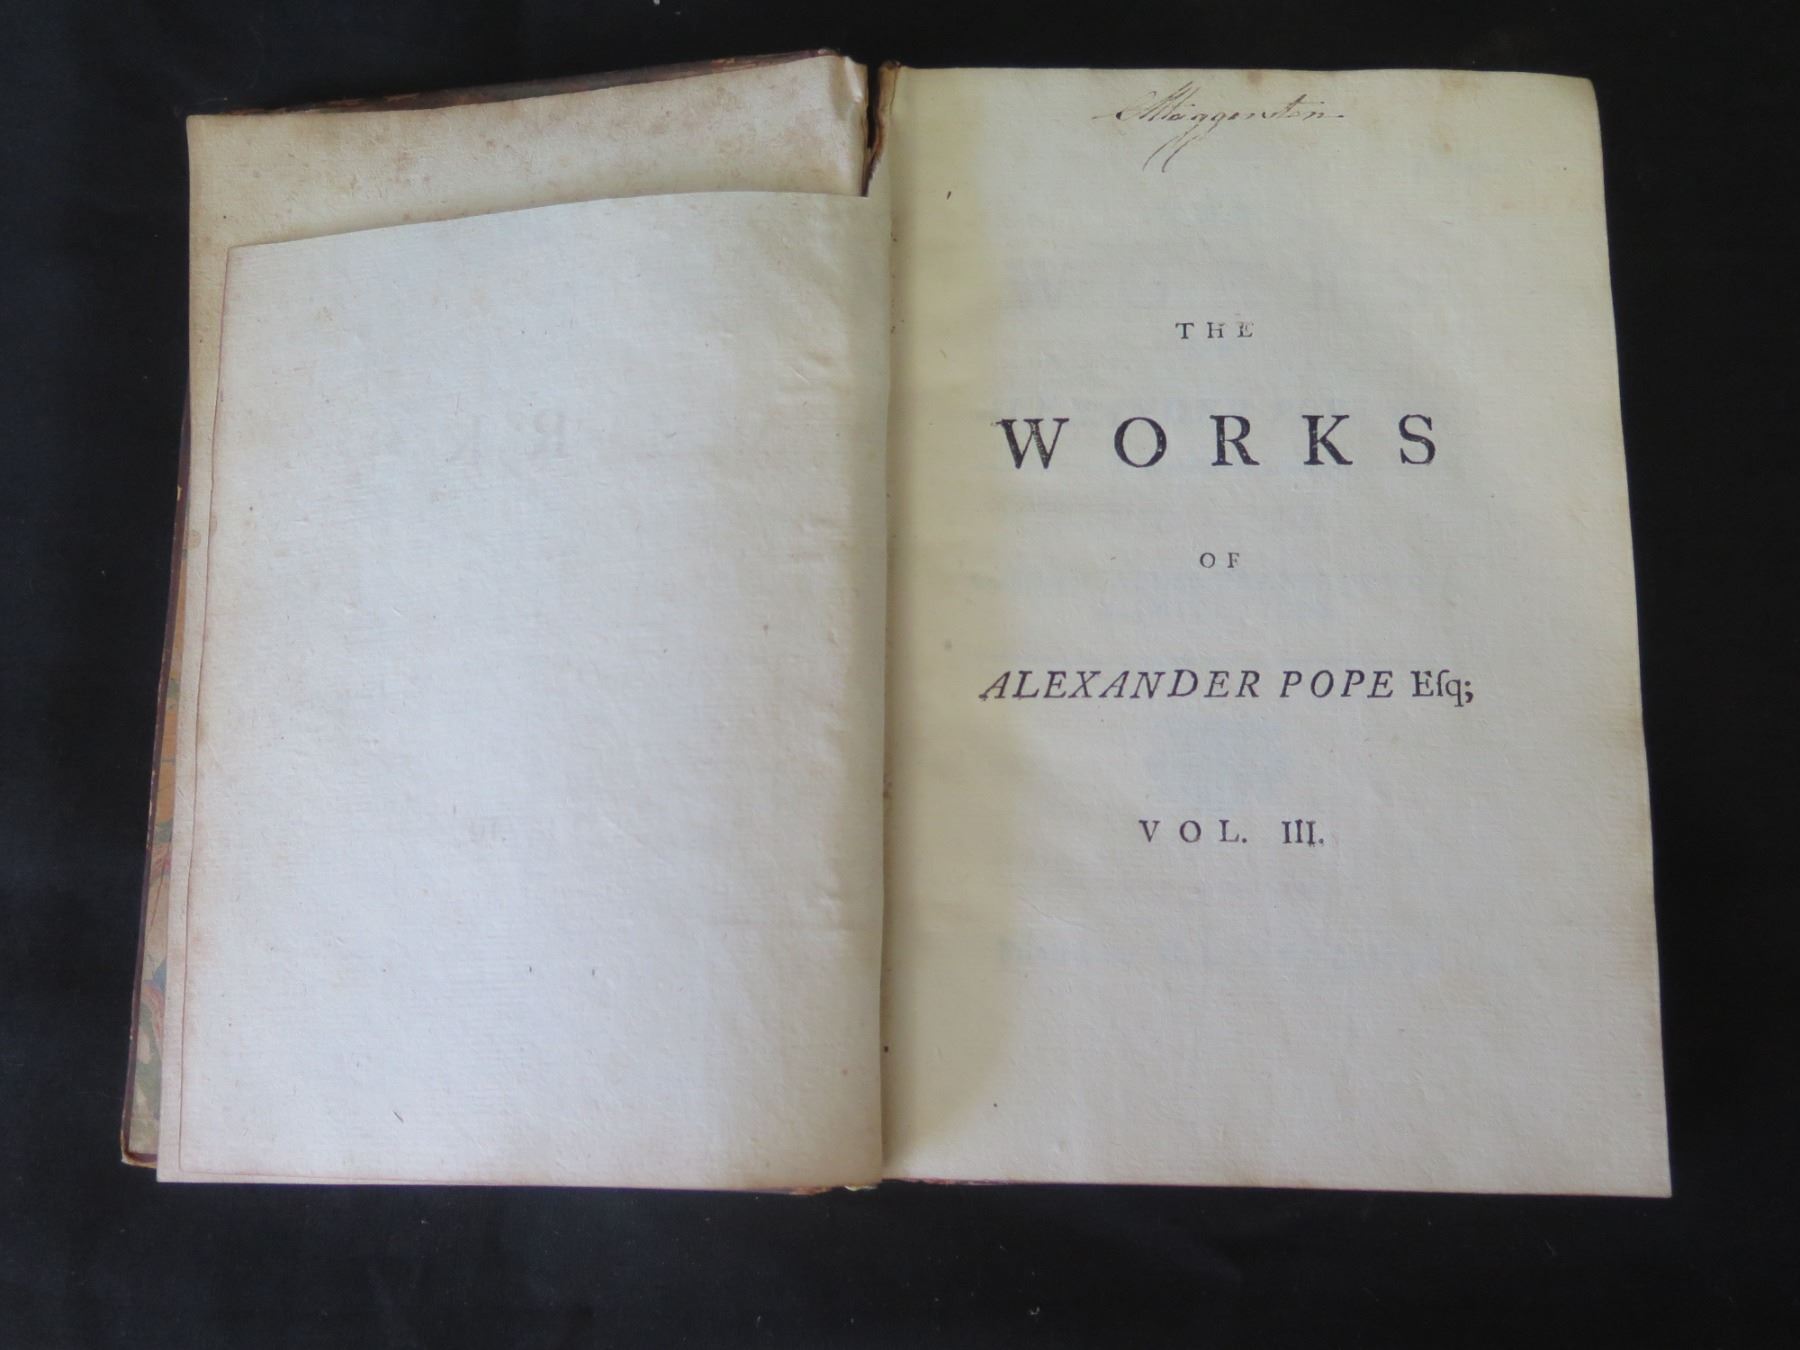 THE
WORKS
OF
ALEXANDER POPE Eſq;
VOL. III.